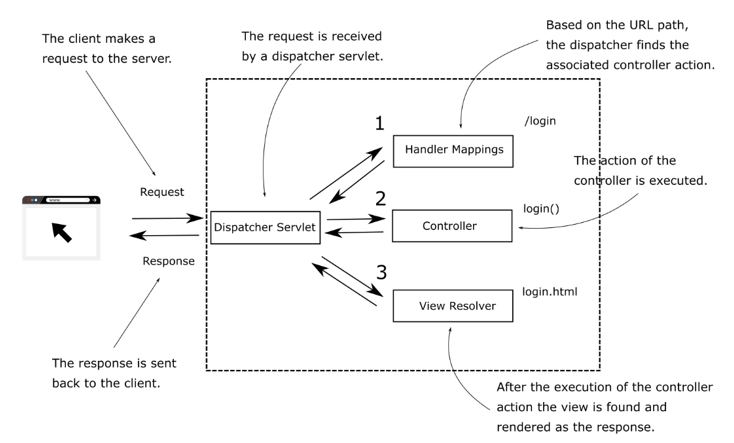 The client makes a
request to the server.
The request is received
by a dispatcher servlet.
Based on the URL path,
the dispatcher finds the
associated controller action.
1
/login
Handler Mappings
The action of the
controller is executed.
www
Request
2
login()
Dispatcher Servlet
Controller
Response
3
login.html
View Resolver
The response is sent
back to the client.
After the execution of the controller
action the view is found and
rendered as the response.